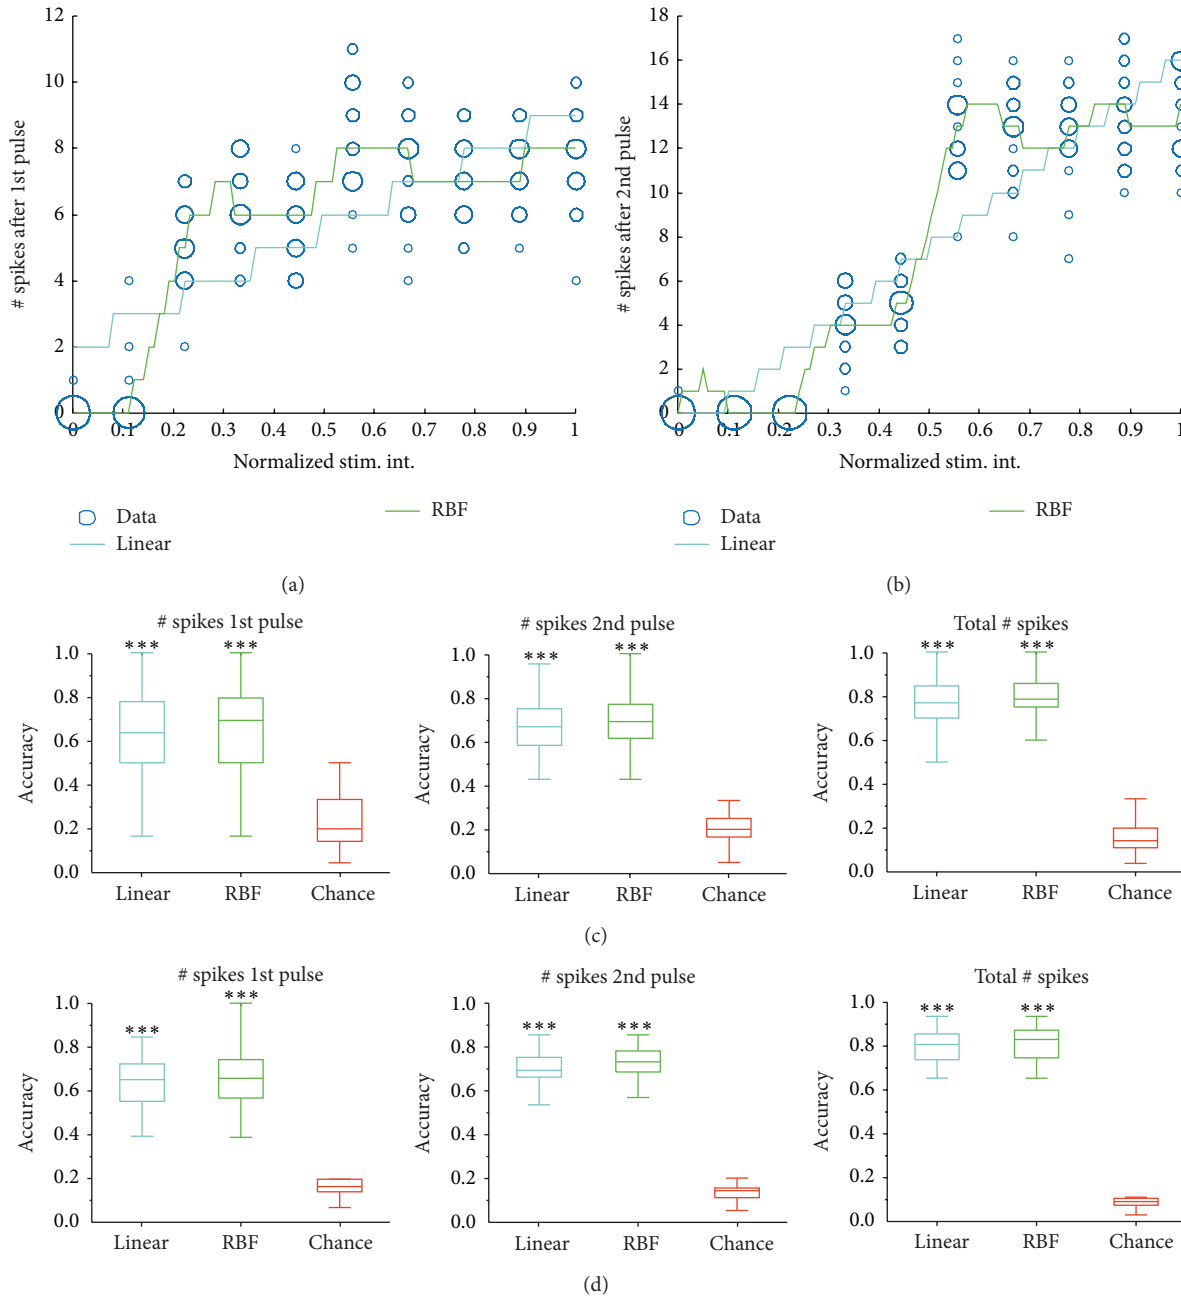 12
10
8
6
4
2
0
# spikes after 1st pulse
0 0.1 0.2 0.3 0.4 0.5 0.6 0.7 0.8 0.9 1
Normalized stim. int.
Data
Linear
RBF
(a)
18
16
14
12
10
8
6
4
2
0
# spikes after 2nd pulse
0 0.1 0.2 0.3 0.4 0.5 0.6 0.7 0.8 0.9 1
Normalized stim. int.
Data
Linear
RBF
(b)
# spikes 1st pulse
*** ***
1.0
0.8
0.6
0.4
0.2
0.0
Accuracy
Linear RBF Chance
# spikes 2nd pulse
*** ***
1.0
0.8
0.6
0.4
0.2
0.0
Accuracy
Linear RBF Chance
Total # spikes
*** ***
1.0
0.8
0.6
0.4
0.2
0.0
Accuracy
Linear RBF Chance
(c)
# spikes 1st pulse
*** ***
1.0
0.8
0.6
0.4
0.2
0.0
Accuracy
Linear RBF Chance
# spikes 2nd pulse
*** ***
1.0
0.8
0.6
0.4
0.2
0.0
Accuracy
Linear RBF Chance
Total # spikes
*** ***
1.0
0.8
0.6
0.4
0.2
0.0
Accuracy
Linear RBF Chance
(d)